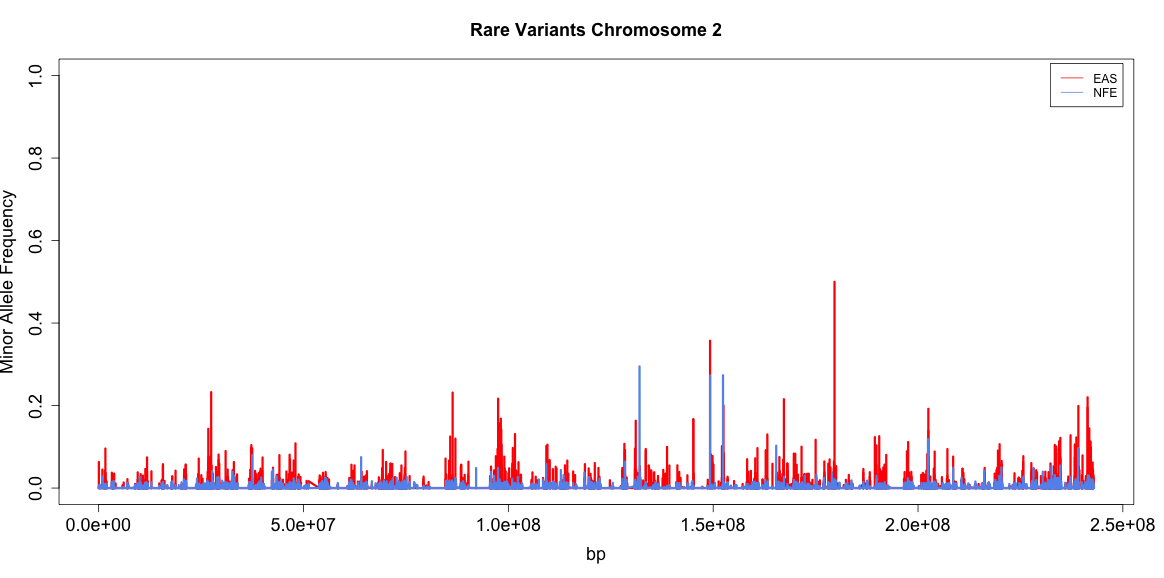 Rare Variants Chromosome 2
EAS
NFE
Minor Allele Frequency
1.0
0.8
0.6
0.4
0.2
0.0
0.0e+00 5.0e+07 1.0e+08 1.5e+08 2.0e+08 2.5e+08
bp